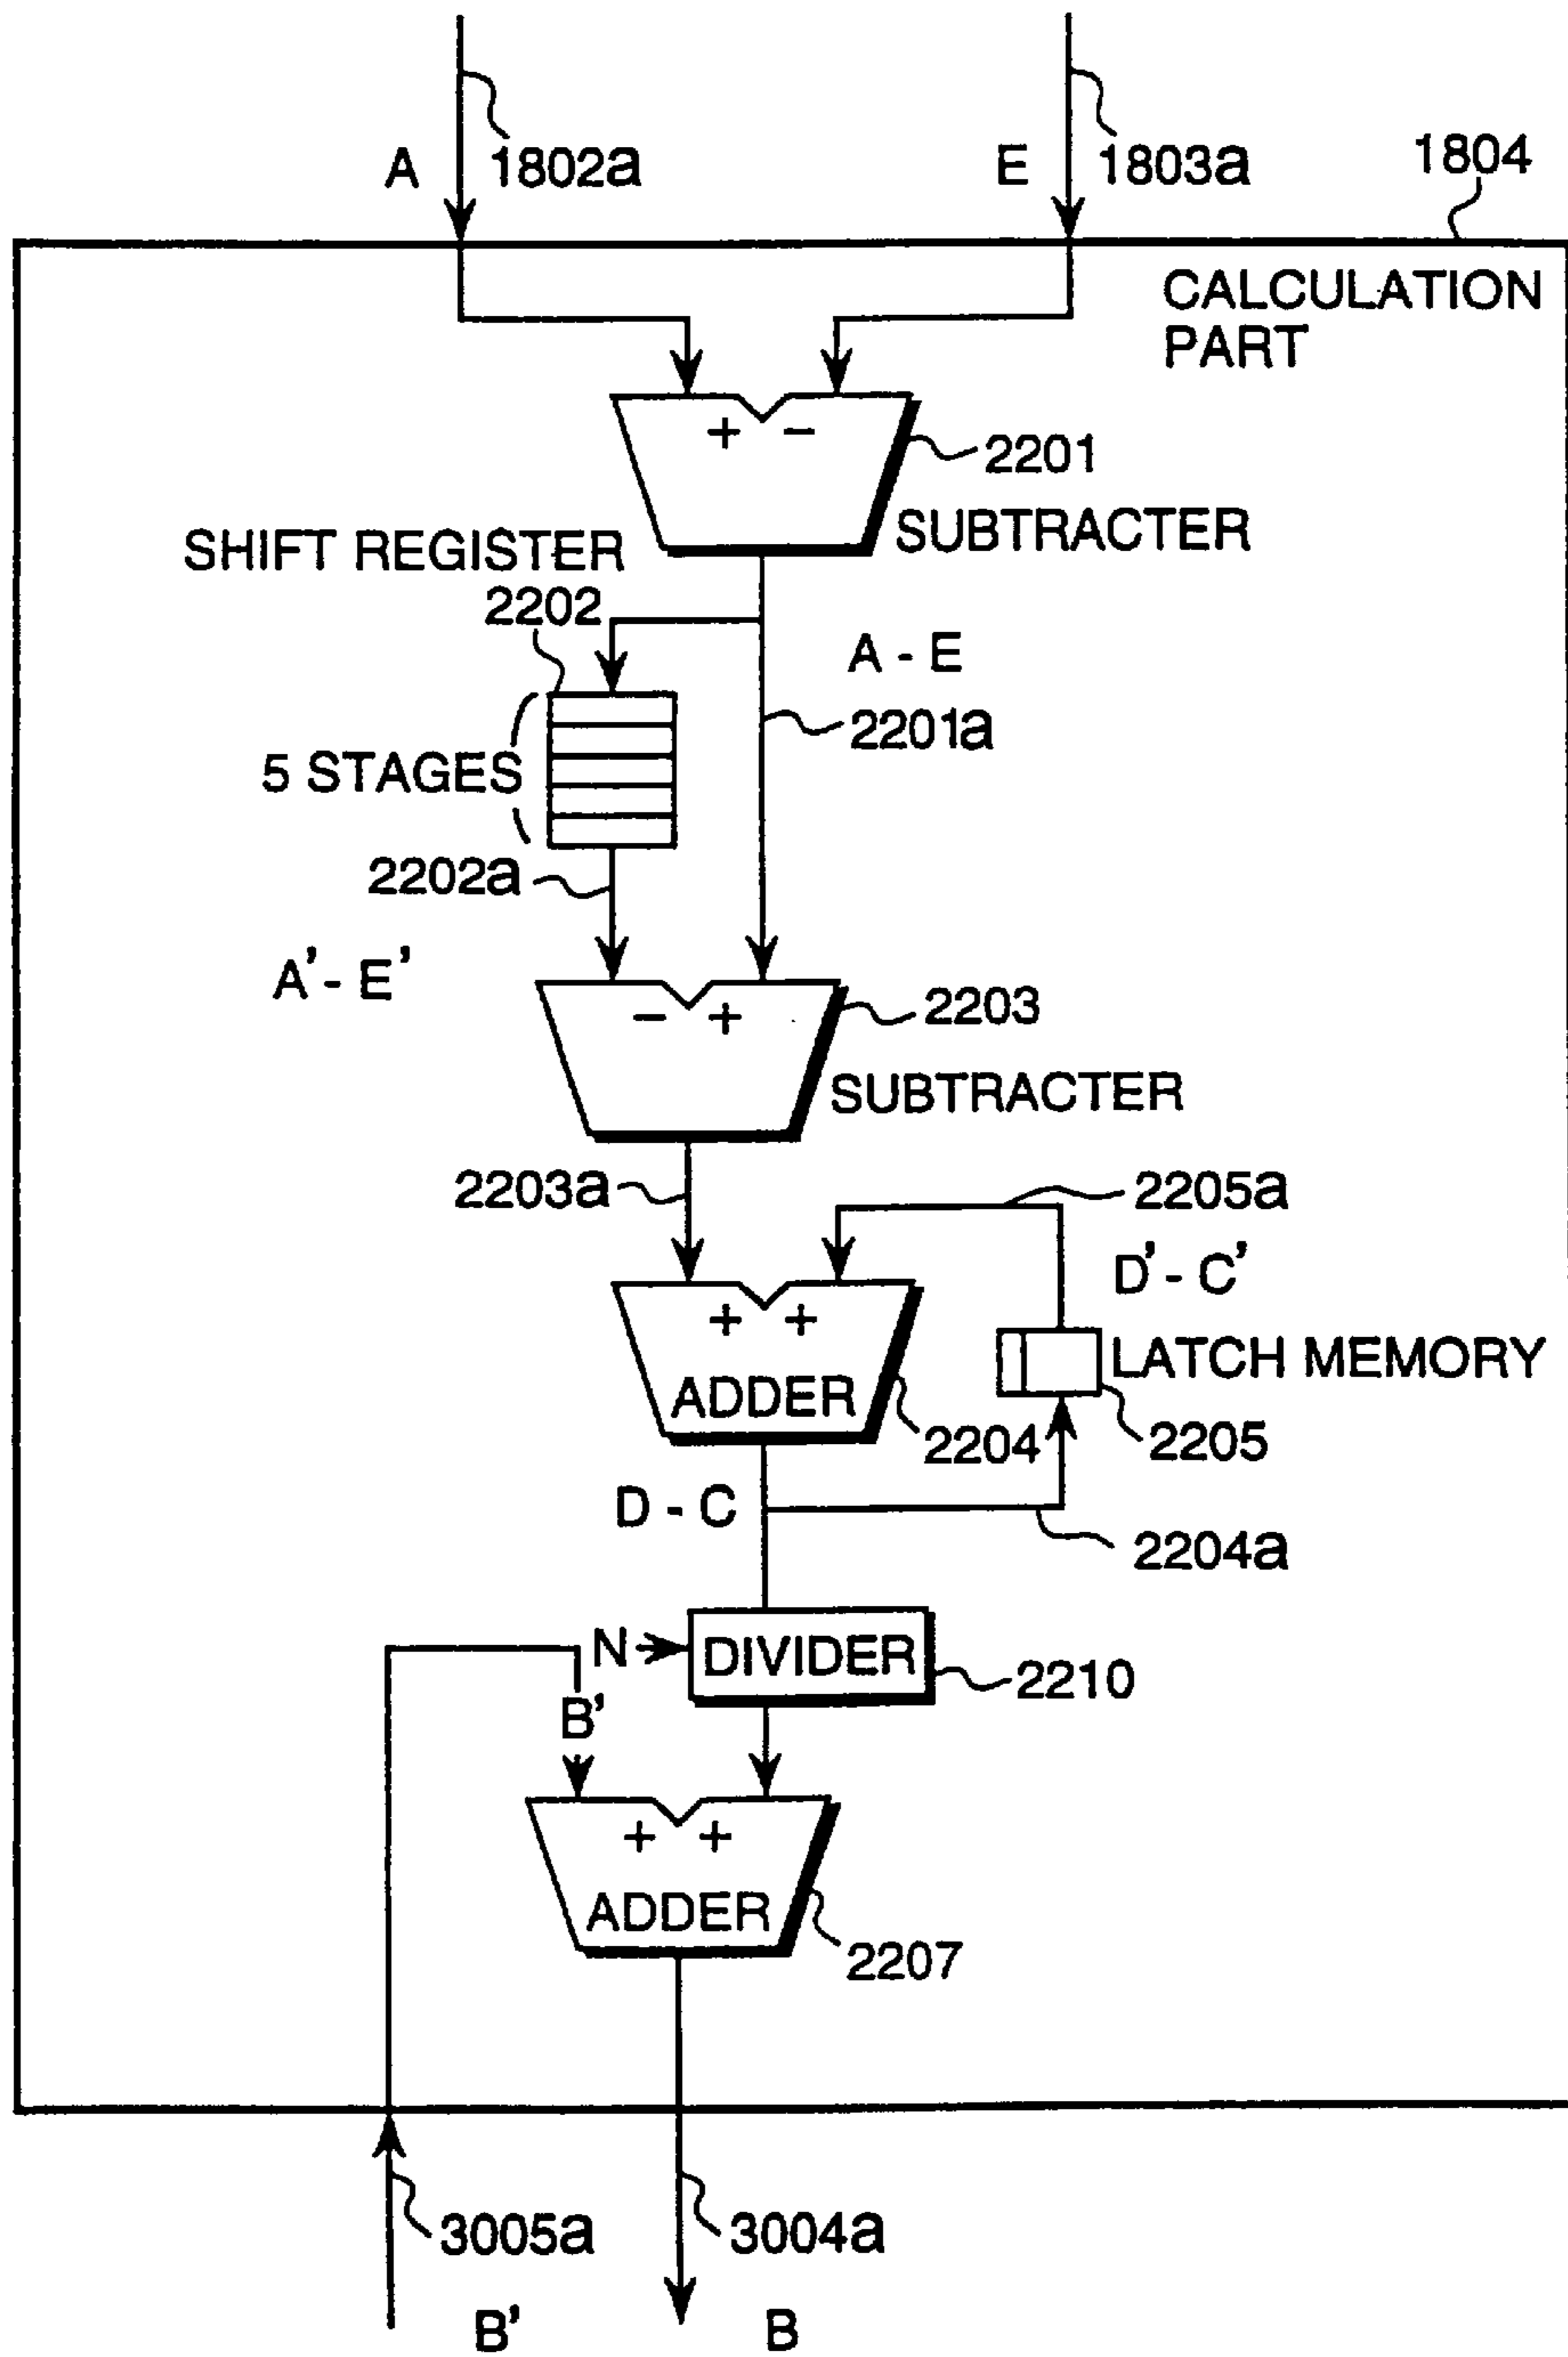 A
1802a
E
1803a
1804
CALCULATION
PART
+ -
2201
SUBTRACTER
SHIFT REGISTER
2202
A - E
2201a
5 STAGES
2202a
A' - E'
- +
2203
SUBTRACTER
2203a
2205a
D' - C'
+ +
LATCH MEMORY
ADDER
2204
2205
D - C
2204a
N
DIVIDER
2210
B'
+ +
ADDER
2207
3005a
3004a
B'
B